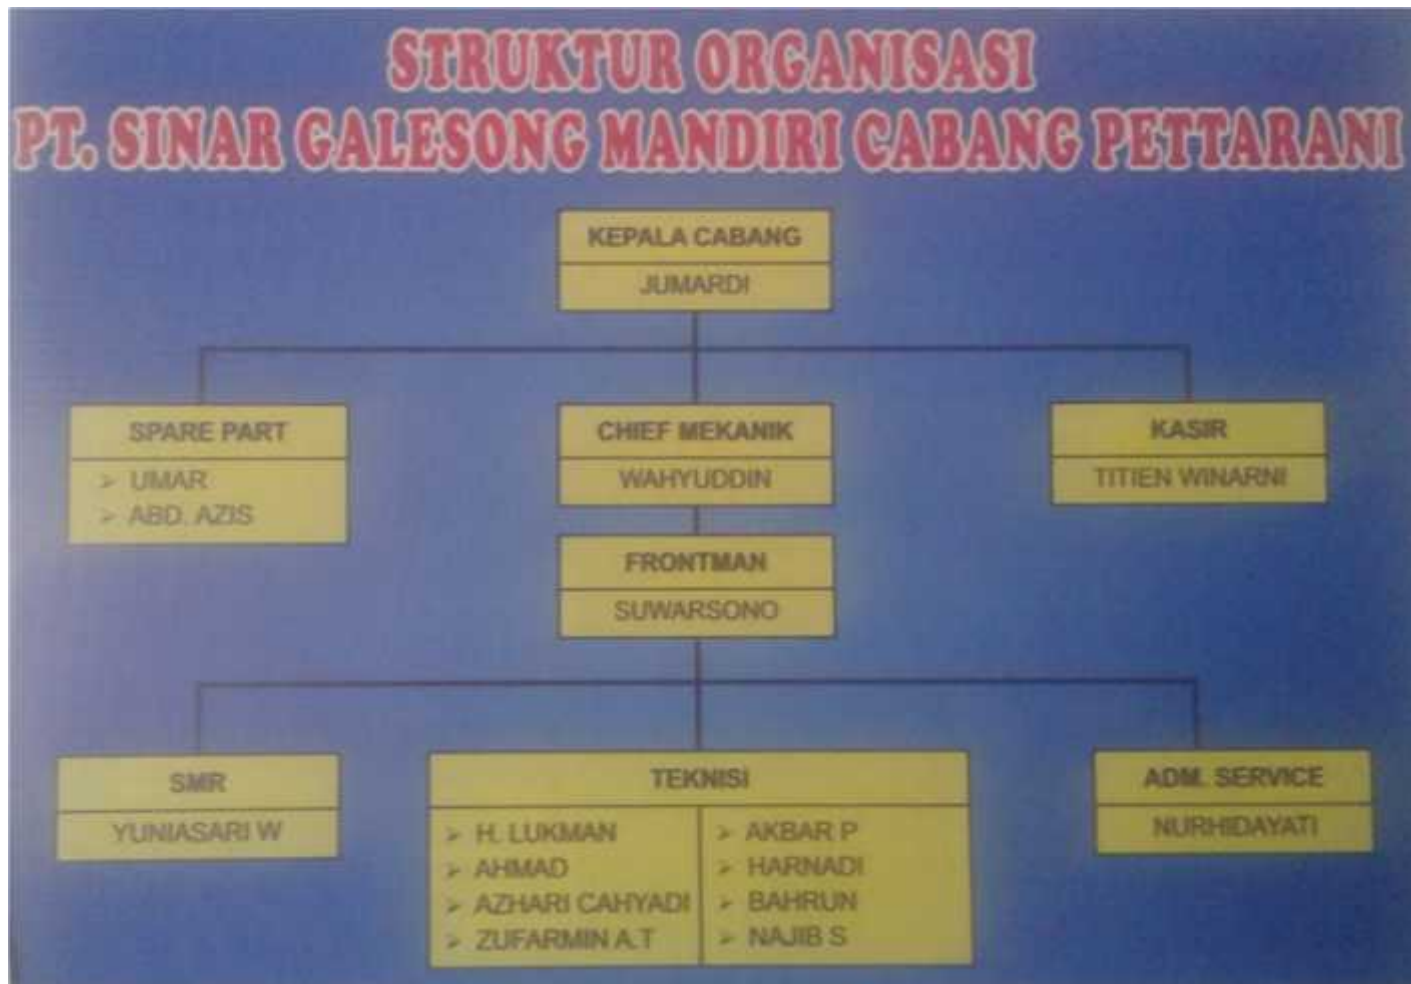 STRUKTUR ORGANISASI
PT. SINAR GALESONG MANDIRI CABANG PETTARANI
KEPALA CABANG
JUMARDI
SPARE PART
➢ UMAR
➢ ABD. AZIS
CHIEF MEKANIK
WAHYUDDIN
KASIR
TITIEN WINARNI
FRONTMAN
SUWARSONO
SMR
YUNIASARI W
TEKNISI
➢ H. LUKMAN
➢ AHMAD
➢ AZHARI CAHYADI
➢ ZUFARMIN A.T
➢ AKBAR P
➢ HARNADI
➢ BAHRUN
➢ NAJIB S
ADM. SERVICE
NURHIDAYATI